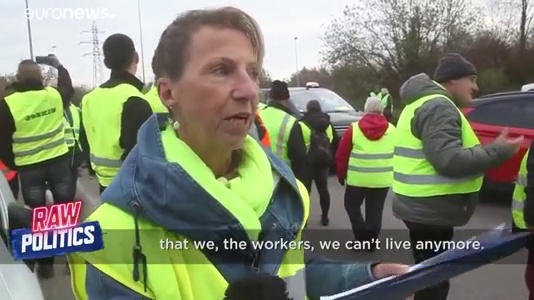 euronews.
RAW
POLITICS
that we, the workers, we can't live anymore.